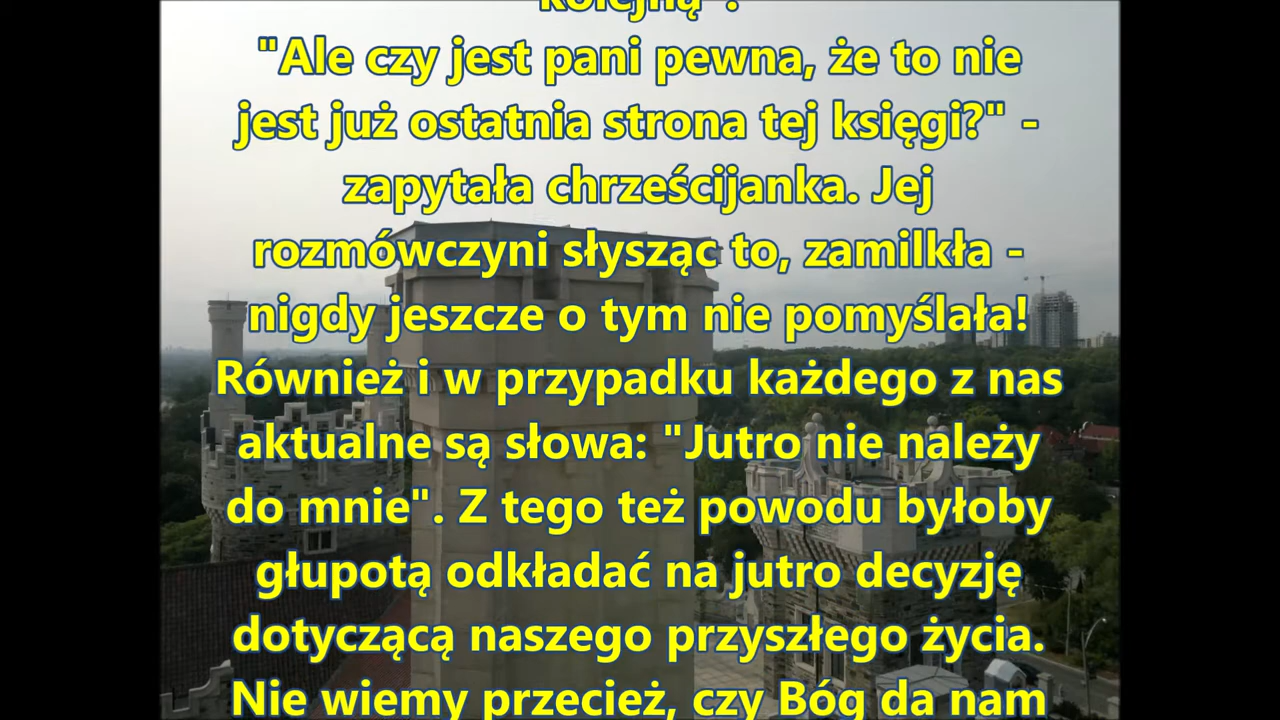 kolejną".
"Ale czy jest pani pewna, że to nie
jest już ostatnia strona tej księgi?" -
zapytała chrześcijanka. Jej
rozmówczyni słysząc to, zamilkła -
nigdy jeszcze o tym nie pomyślała!
Również i w przypadku każdego z nas
aktualne są słowa: "Jutro nie należy
do mnie". Z tego też powodu byłoby
głupotą odkładać na jutro decyzję
dotyczącą naszego przyszłego życia.
Nie wiemy przecież, czy Bóg da nam